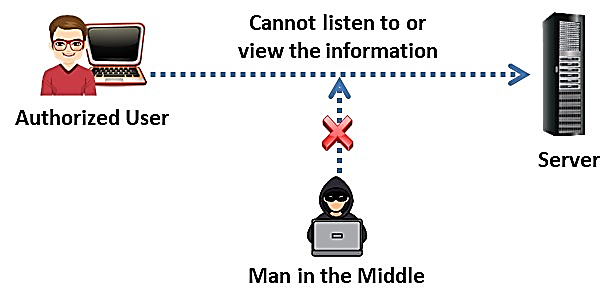 Cannot listen to or
view the information
Authorized User
Server
Man in the Middle